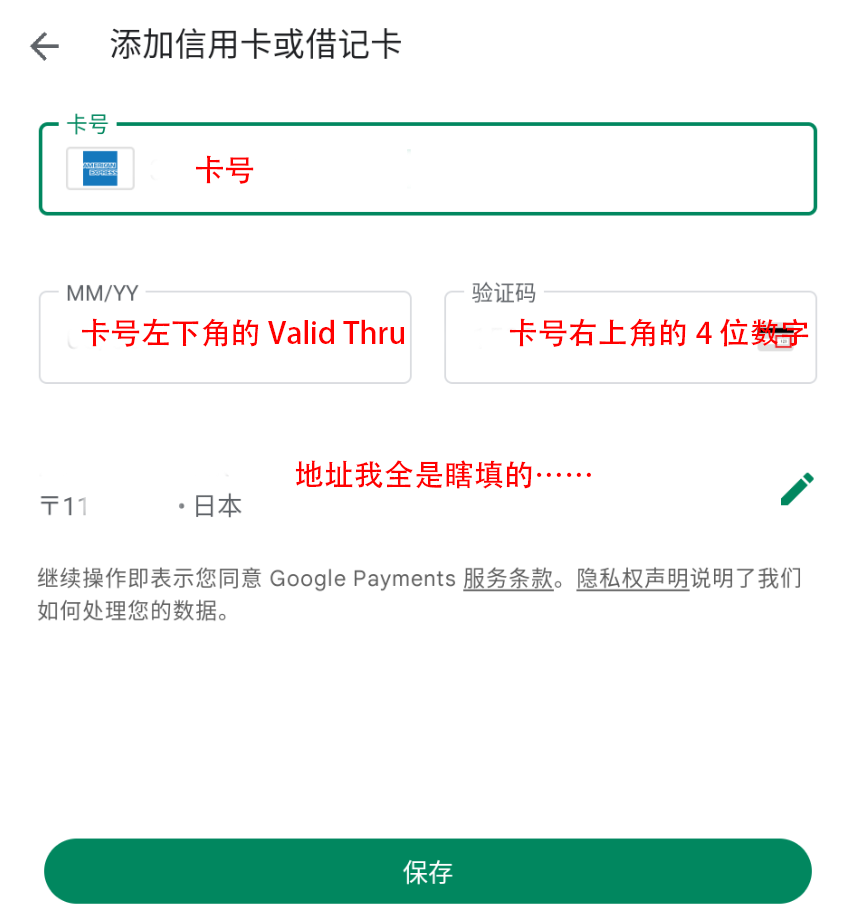 添加信用卡或借记卡
卡号
AMERICAN
EXPRESS
卡号
MM/YY
验证码
卡号左下角的 Valid Thru
卡号右上角的 4 位数字
地址我全是瞎填的……
〒11 • 日本
继续操作即表示您同意 Google Payments 服务条款。隐私权声明说明了我们
如何处理您的数据。
保存